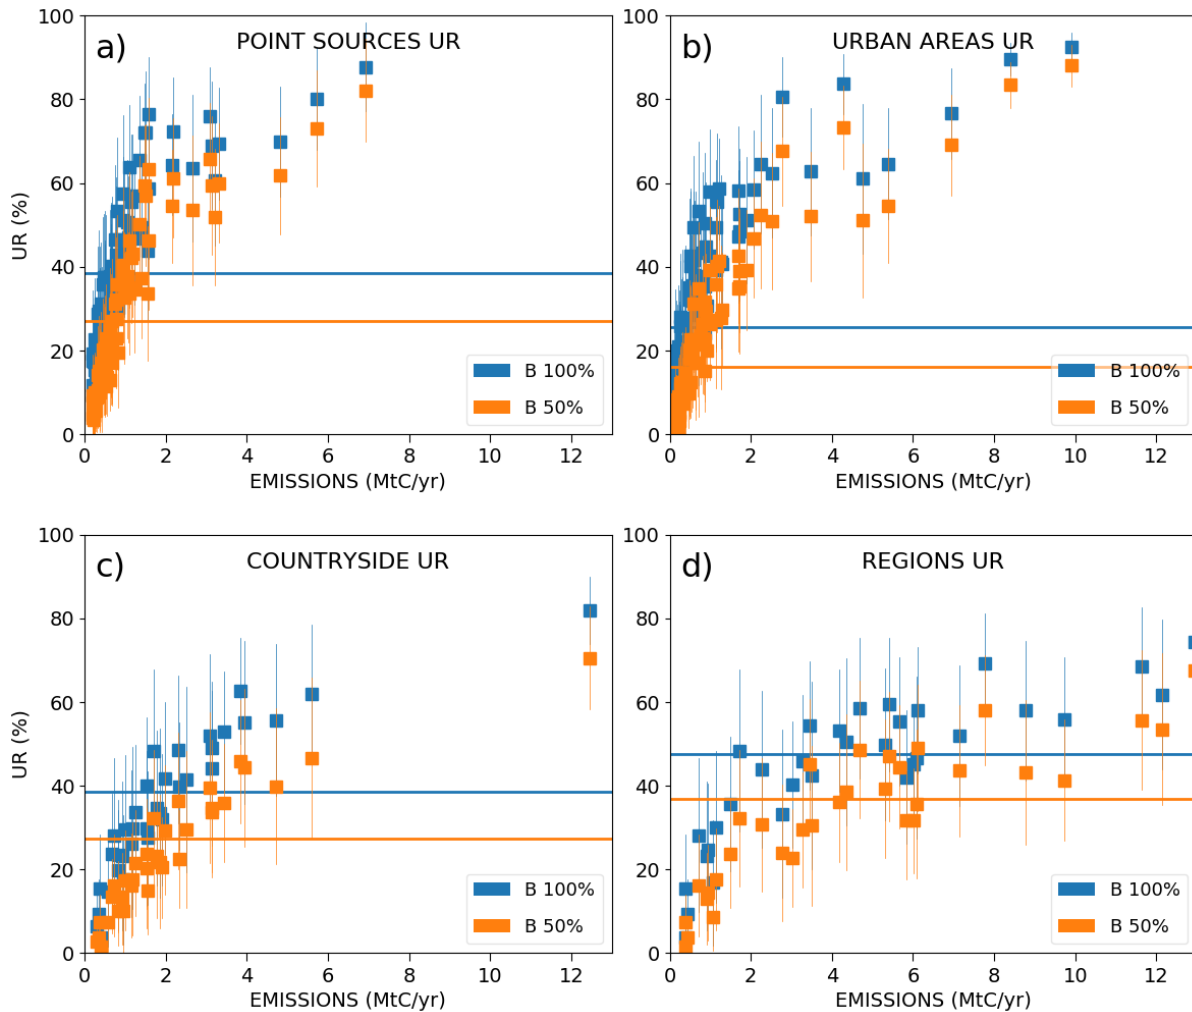 a) POINT SOURCES UR
100
80
60
40
20
0
UR (%)
0 2 4 6 8 10 12
EMISSIONS (MtC/yr)
B 100%
B 50%
b) URBAN AREAS UR
100
80
60
40
20
0
0 2 4 6 8 10 12
EMISSIONS (MtC/yr)
B 100%
B 50%
c) COUNTRYSIDE UR
100
80
60
40
20
0
UR (%)
0 2 4 6 8 10 12
EMISSIONS (MtC/yr)
B 100%
B 50%
d) REGIONS UR
100
80
60
40
20
0
0 2 4 6 8 10 12
EMISSIONS (MtC/yr)
B 100%
B 50%